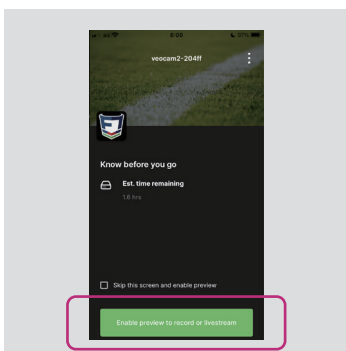 6:00
97%
veocam2-204ff
Know before you go
Est. time remaining
1.6 hrs
Skip this screen and enable preview
Enable preview to record or livestream